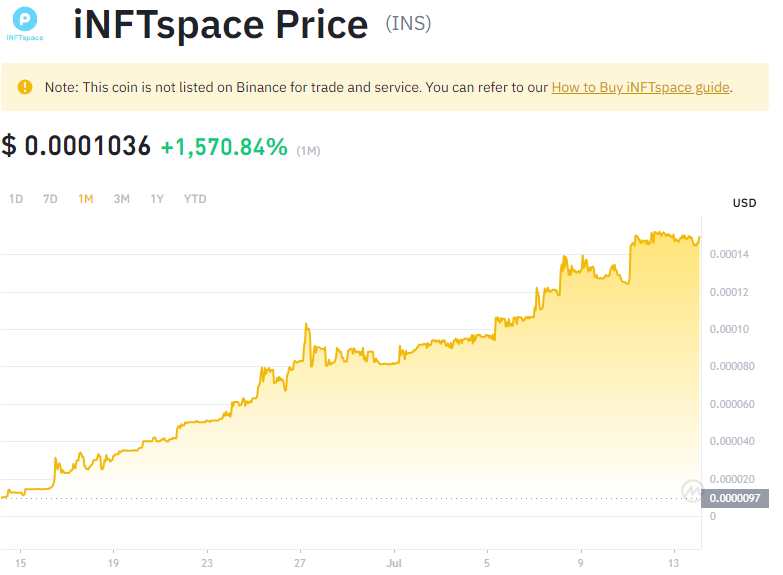 iNFTspace Price (INS)
P
iNFTspace
Note: This coin is not listed on Binance for trade and service. You can refer to our How to Buy iNFTspace guide.
$ 0.0001036 +1,570.84% (1M)
1D 7D 1M 3M 1Y YTD
USD
0.00014
0.00012
0.00010
0.000080
0.000060
0.000040
0.000020
0.0000097
0
15 19 23 27 Jul 5 9 13